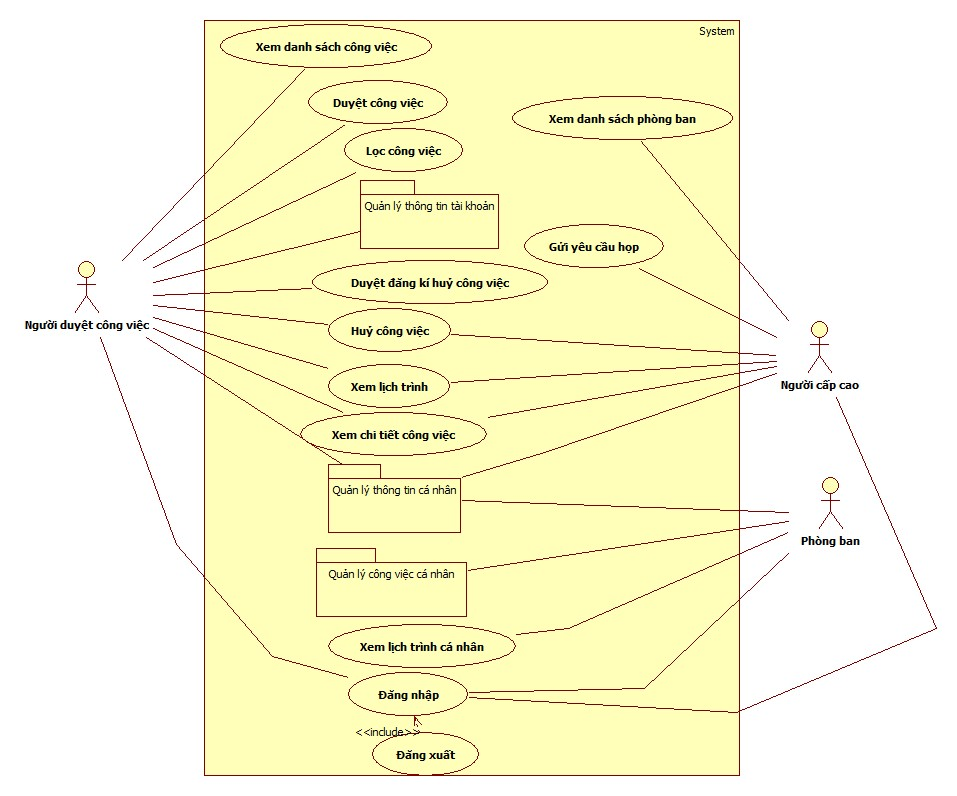 System
Xem danh sách công việc
Duyệt công việc
Xem danh sách phòng ban
Lọc công việc
Quản lý thông tin tài khoản
Gửi yêu cầu họp
Duyệt đăng kí huỷ công việc
Người duyệt công việc
Huỷ công việc
Người cấp cao
Xem lịch trình
Xem chi tiết công việc
Quản lý thông tin cá nhân
Phòng ban
Quản lý công việc cá nhân
Xem lịch trình cá nhân
Đăng nhập
<<include>>
Đăng xuất